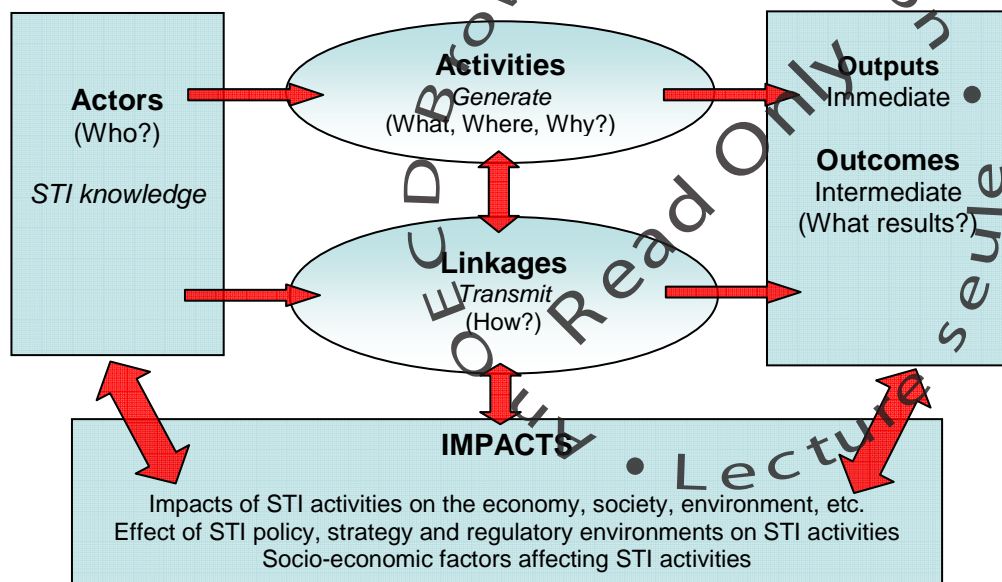 Actors
(Who?)
STI knowledge
Activities
Generate
(What, Where, Why?)
Linkages
Transmit
(How?)
Outputs
Immediate
Outcomes
Intermediate
(What results?)
IMPACTS
Impacts of STI activities on the economy, society, environment, etc.
Effect of STI policy, strategy and regulatory environments on STI activities
Socio-economic factors affecting STI activities
An OECD Brow
Read Only
• Lecture seule •